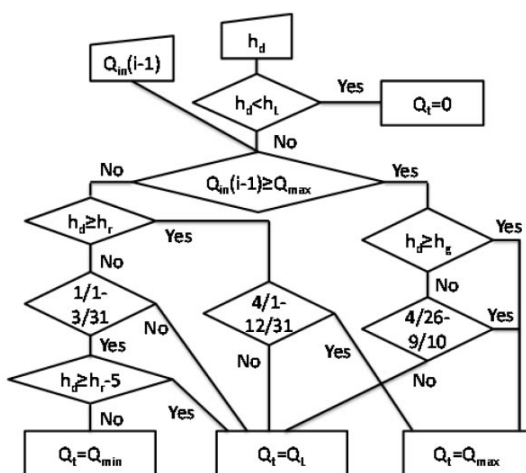 h_d
Q_in(i-1)
h_d<h_L
Yes
Q_t=0
No
No
Q_in(i-1)≥Q_max
Yes
h_d≥h_r
Yes
h_d≥h_g
Yes
No
No
1/1-
3/31
No
4/1-
12/31
4/26-
9/10
Yes
Yes
No
No
h_d≥h_r-5
Yes
No
Q_t=Q_min
Q_t=Q_L
Q_t=Q_max